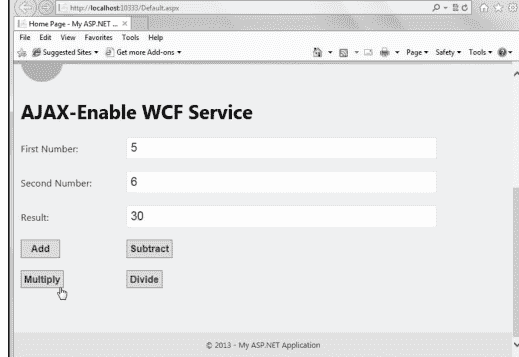 http://localhost:10333/Default.aspx
Home Page - My ASP.NET ...
File Edit View Favorites Tools Help
Suggested Sites Get more Add-ons Page Safety Tools
AJAX-Enable WCF Service
First Number: 5
Second Number: 6
Result: 30
Add Subtract
Multiply Divide
© 2013 - My ASP.NET Application